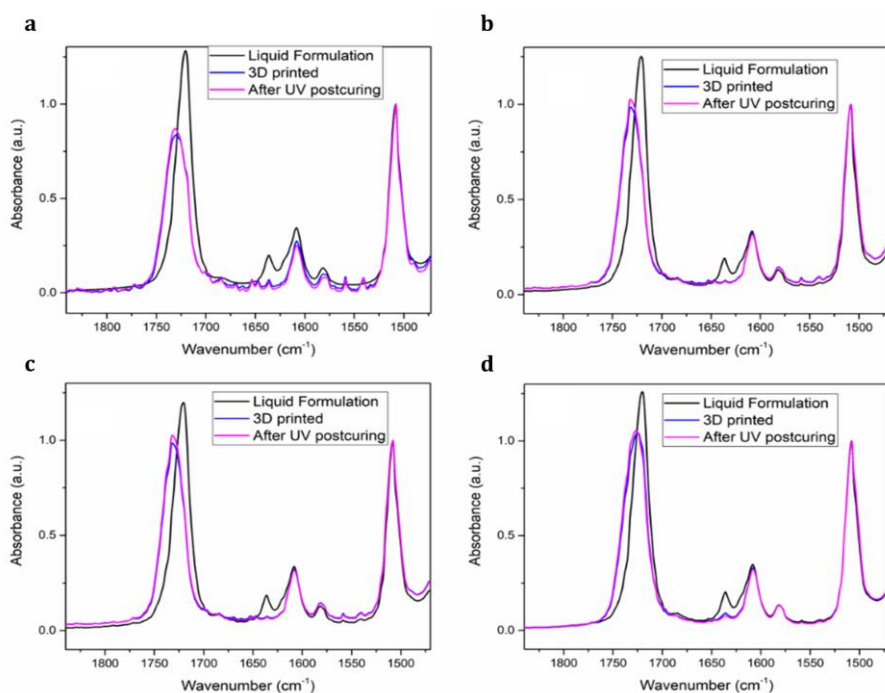 a
Liquid Formulation
3D printed
After UV postcuring
Absorbance (a.u.)
1.0
0.5
0.0
1800 1750 1700 1650 1600 1550 1500
Wavenumber (cm⁻¹)
b
Liquid Formulation
3D printed
After UV postcuring
Absorbance (a.u.)
1.0
0.5
0.0
1800 1750 1700 1650 1600 1550 1500
Wavenumber (cm⁻¹)
c
Liquid Formulation
3D printed
After UV postcuring
Absorbance (a.u.)
1.0
0.5
0.0
1800 1750 1700 1650 1600 1550 1500
Wavenumber (cm⁻¹)
d
Liquid Formulation
3D printed
After UV postcuring
Absorbance (a.u.)
1.0
0.5
0.0
1800 1750 1700 1650 1600 1550 1500
Wavenumber (cm⁻¹)